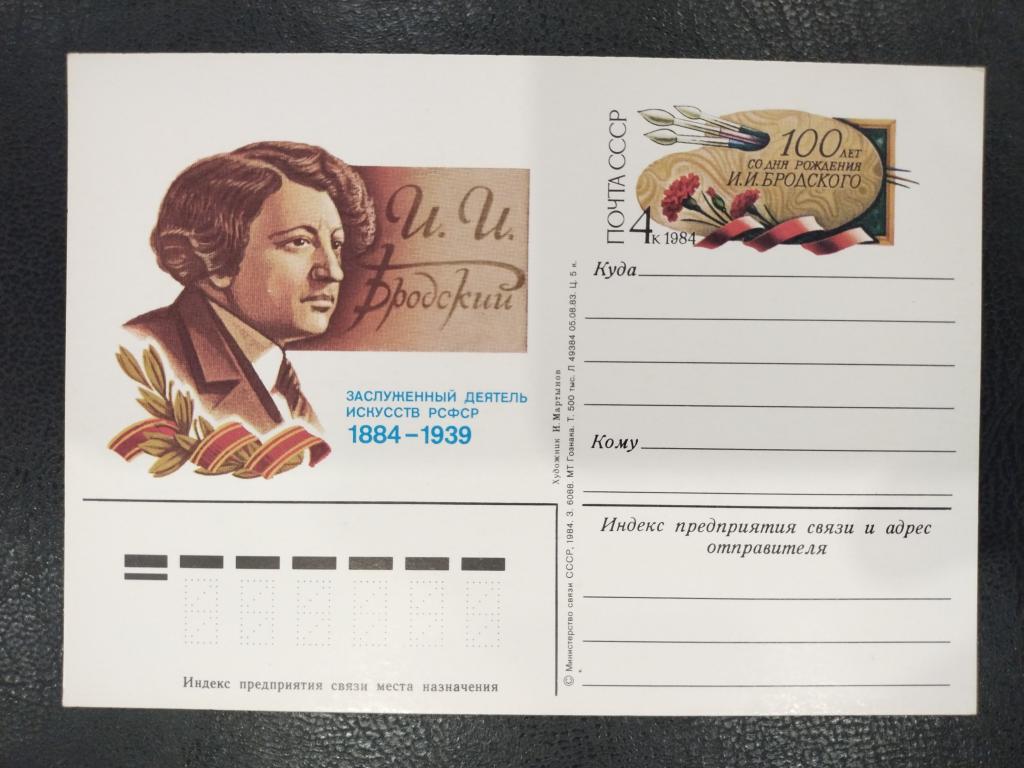 И. И.
Бродский
ЗАСЛУЖЕННЫЙ ДЕЯТЕЛЬ
ИСКУССТВ РСФСР
1884–1939
ПОЧТА СССР
100 ЛЕТ
СО ДНЯ РОЖДЕНИЯ
И.И.БРОДСКОГО
4к 1984
Куда
Кому
Индекс предприятия связи и адрес
отправителя
Художник И. Мартынов
© Министерство связи СССР, 1984. З. 6088. МТ Гознака. Т. 500 тыс. Л 49384 05.08.83. Ц. 5 к.
Индекс предприятия связи места назначения